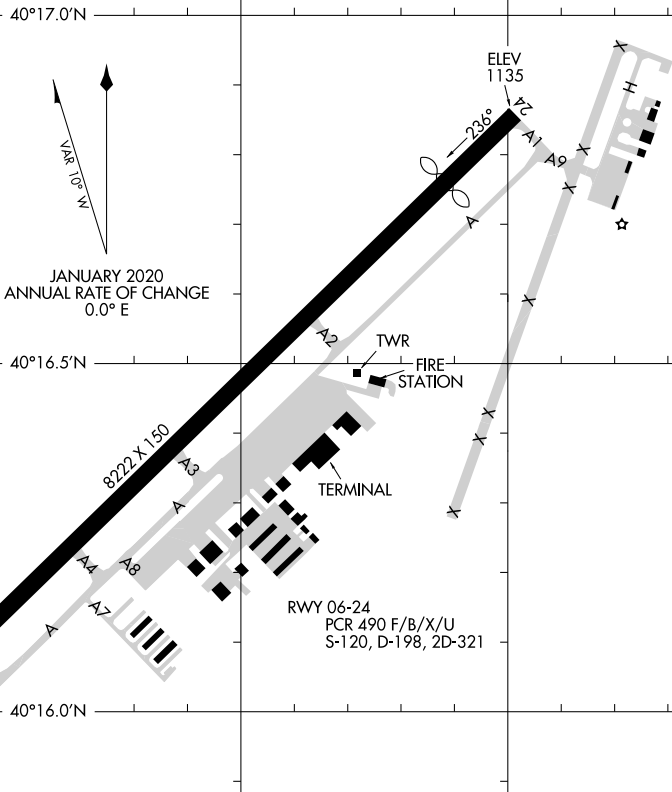 40°17.0'N
ELEV
1135
24
236°
X
H
A1
A9
X
X
VAR 10° W
A
JANUARY 2020
ANNUAL RATE OF CHANGE
0.0° E
X
A2
TWR
40°16.5'N
FIRE
STATION
X
X
8222 X 150
A3
TERMINAL
A
X
A4
A8
A7
RWY 06-24
PCR 490 F/B/X/U
S-120, D-198, 2D-321
A
40°16.0'N